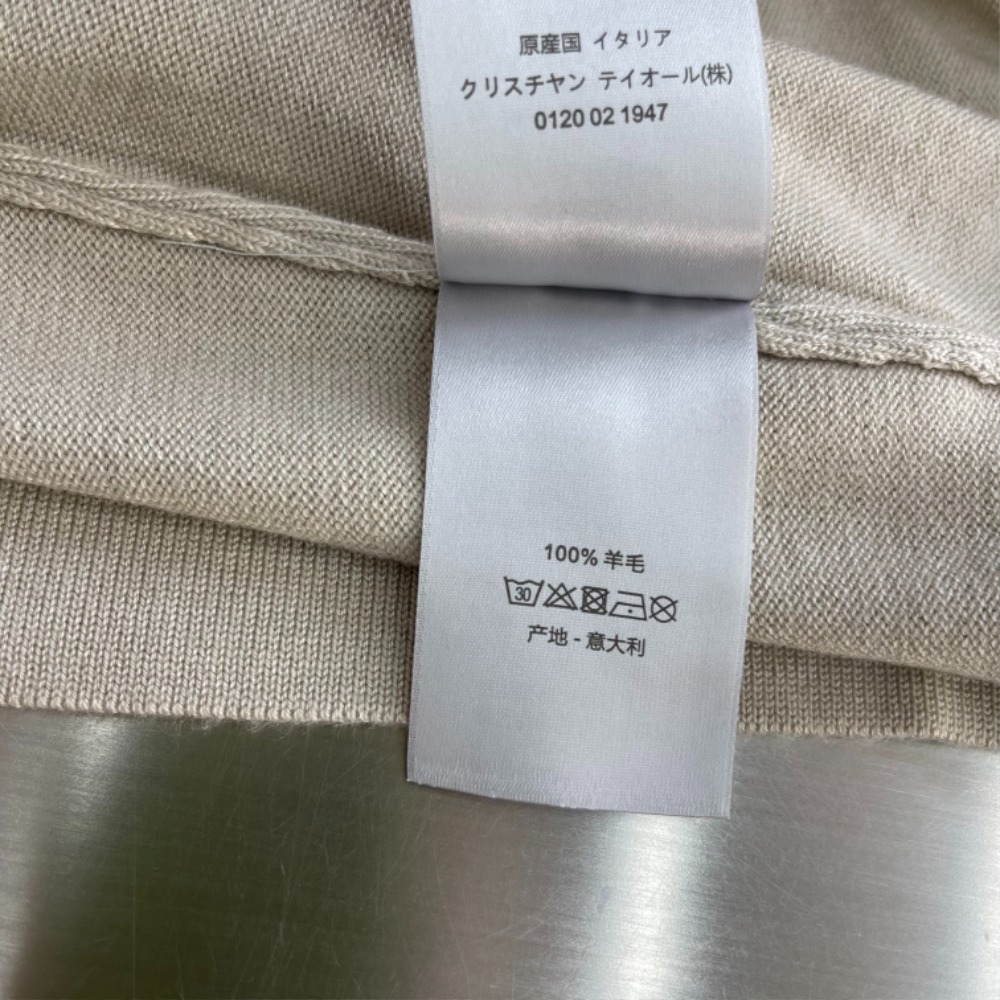 原産国 イタリア
クリスチヤン テイオール(株)
0120 02 1947
100% 羊毛
30
产地 - 意大利